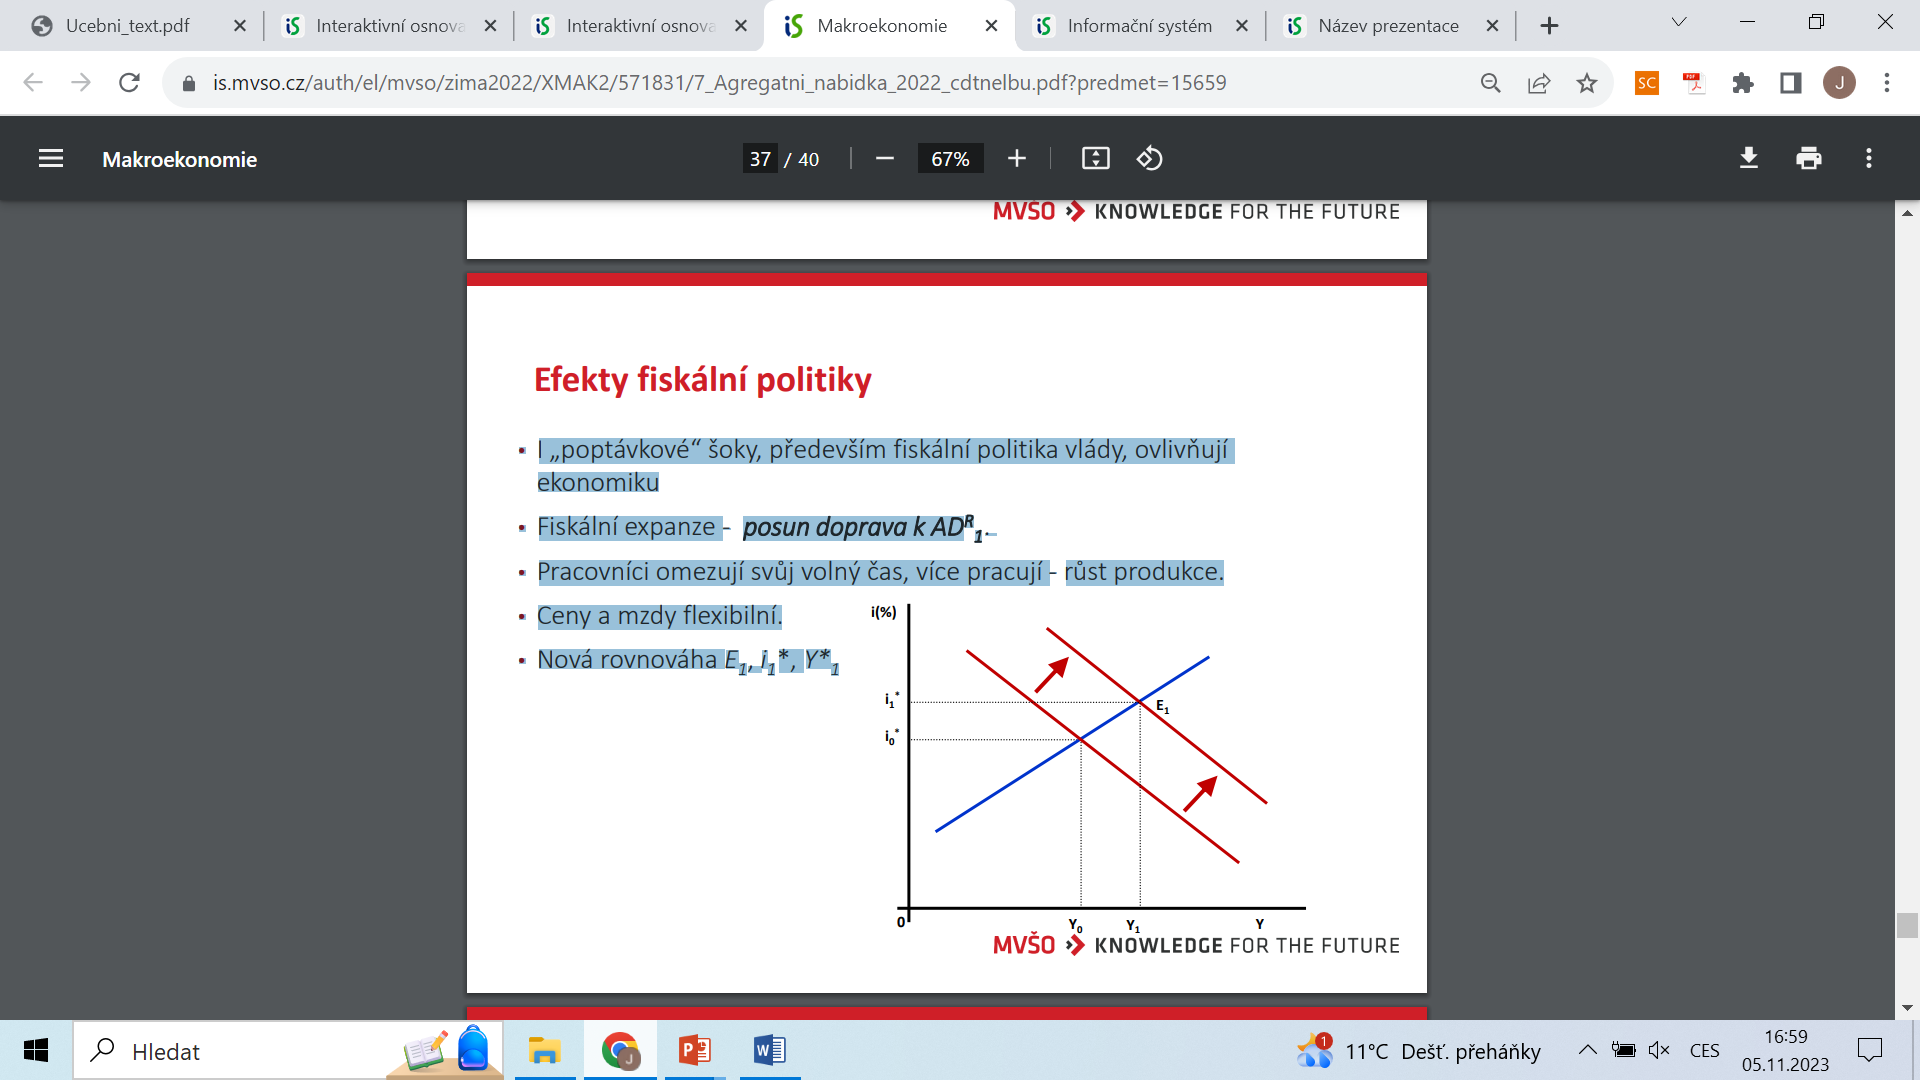 Ucebni_text.pdf
Interaktivní osnova
Interaktivní osnova
Makroekonomie
Informační systém
Název prezentace
is.mvso.cz/auth/el/mvso/zima2022/XMAK2/571831/7_Agregatni_nabidka_2022_cdtnelbu.pdf?predmet=15659
SC
PDF
J
Makroekonomie
37 / 40
67%
MVŠO KNOWLEDGE FOR THE FUTURE
Efekty fiskální politiky
▪ I „poptávkové“ šoky, především fiskální politika vlády, ovlivňují
ekonomiku
▪ Fiskální expanze - posun doprava k ADᴿ₁.
▪ Pracovníci omezují svůj volný čas, více pracují - růst produkce.
▪ Ceny a mzdy flexibilní.
▪ Nová rovnováha E₁, i₁*, Y*₁
i(%)
i₁*
E₁
i₀*
0
Y₀
Y₁
Y
MVŠO KNOWLEDGE FOR THE FUTURE
Hledat
J
P
W
1
11°C Dešť. přeháňky
CES
16:59
05.11.2023